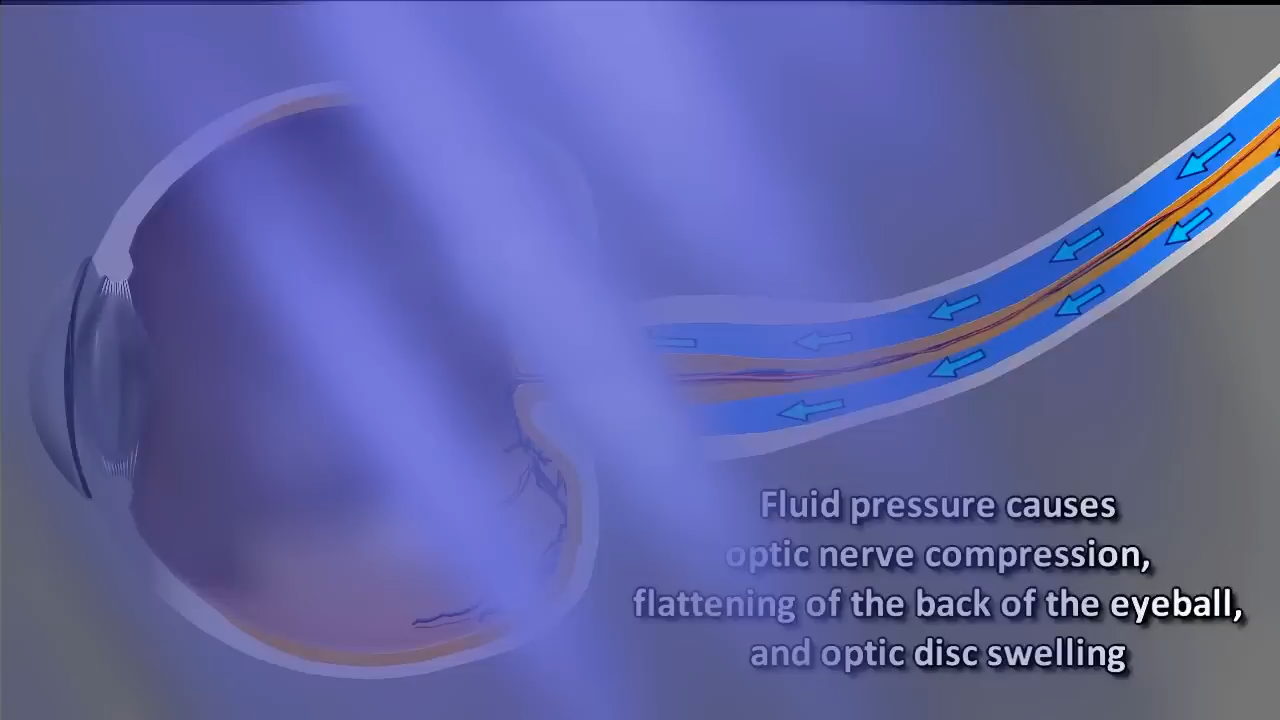 Fluid pressure causes
optic nerve compression,
flattening of the back of the eyeball,
and optic disc swelling